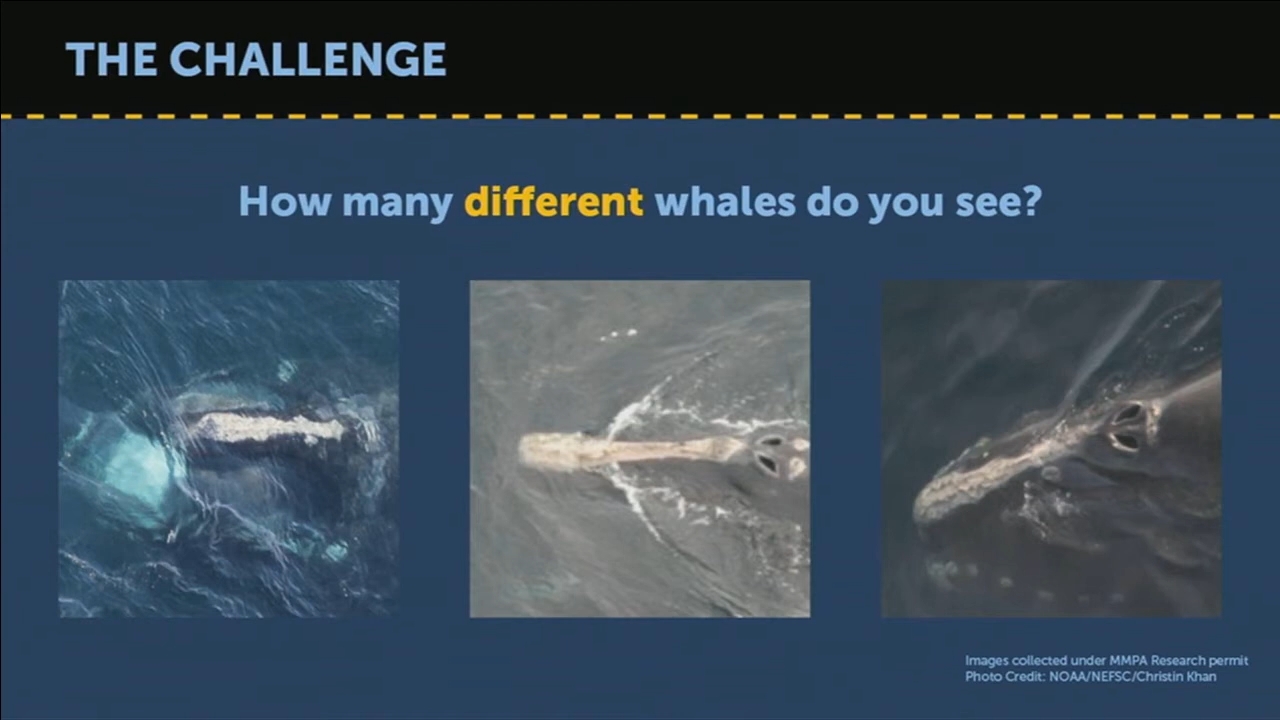 THE CHALLENGE
How many different whales do you see?
Images collected under MMPA Research permit
Photo Credit: NOAA/NEFSC/Christin Khan